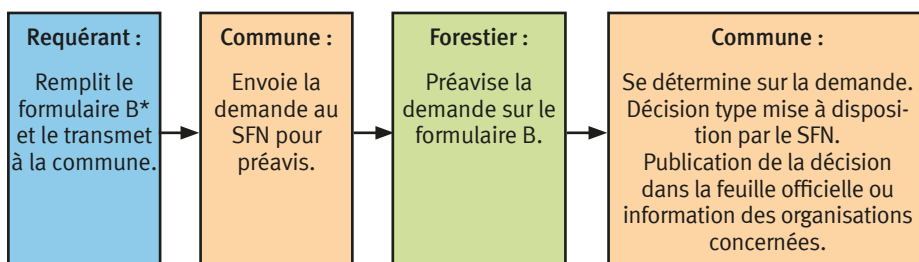 Requérant :
Remplit le
formulaire B*
et le transmet
à la commune.
Commune :
Envoie la
demande au
SFN pour
préavis.
Forestier :
Préavise la
demande sur le
formulaire B.
Commune :
Se détermine sur la demande.
Décision type mise à disposi-
tion par le SFN.
Publication de la décision
dans la feuille officielle ou
information des organisations
concernées.